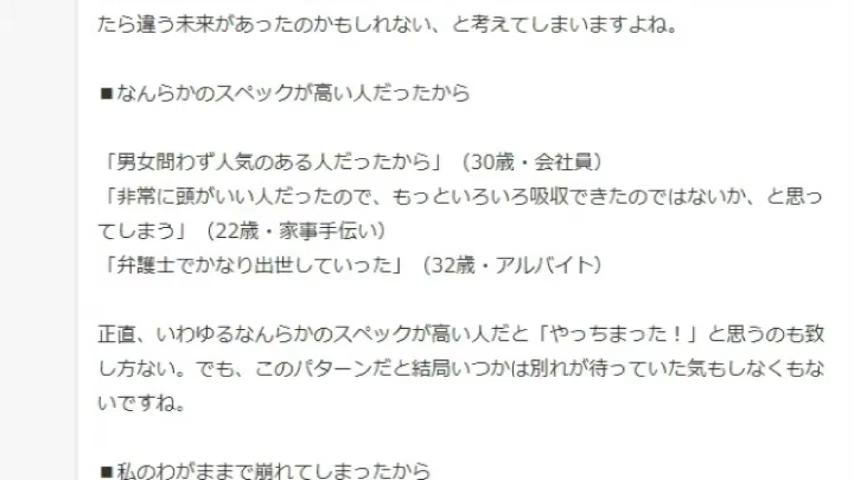 たら違う未来があったのかもしれない、と考えてしまいますよね。
■なんらかのスペックが高い人だったから
「男女問わず人気のある人だったから」（30歳・会社員）
「非常に頭がいい人だったので、もっといろいろ吸収できたのではないか、と思っ
てしまう」（22歳・家事手伝い）
「弁護士でかなり出世していった」（32歳・アルバイト）
正直、いわゆるなんらかのスペックが高い人だと「やっちまった！」と思うのも致
し方ない。でも、このパターンだと結局いつかは別れが待っていた気もしなくもな
いですね。
■私のわがままで崩れてしまったから